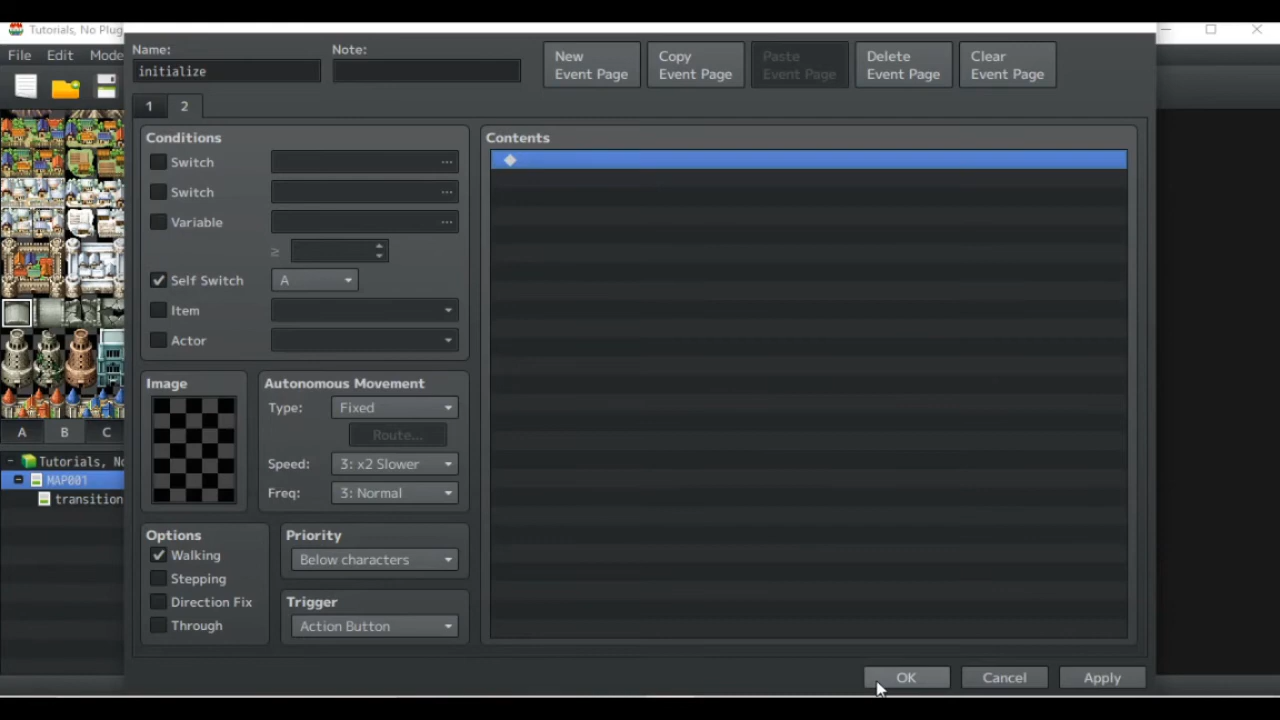 Tutorials, No Plug
File Edit Mode
Name:
initialize
Note:
New
Event Page
Copy
Event Page
Paste
Event Page
Delete
Event Page
Clear
Event Page
1 2
Conditions
Switch ...
Switch ...
Variable ...
≥
Self Switch A
Item
Actor
Image
Autonomous Movement
Type: Fixed
Route...
Speed: 3: x2 Slower
Freq: 3: Normal
Options
Walking
Stepping
Direction Fix
Through
Priority
Below characters
Trigger
Action Button
Contents
A B C
Tutorials, No
MAP001
transition
OK Cancel Apply